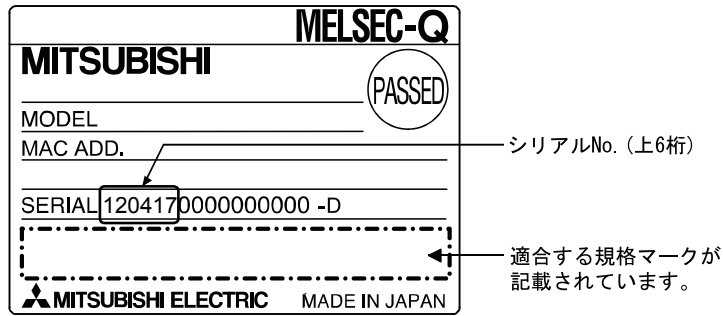 MELSEC-Q
MITSUBISHI
PASSED
MODEL
MAC ADD.
シリアルNo.(上6桁)
SERIAL 1204170000000000 -D
適合する規格マークが
記載されています。
MITSUBISHI ELECTRIC MADE IN JAPAN